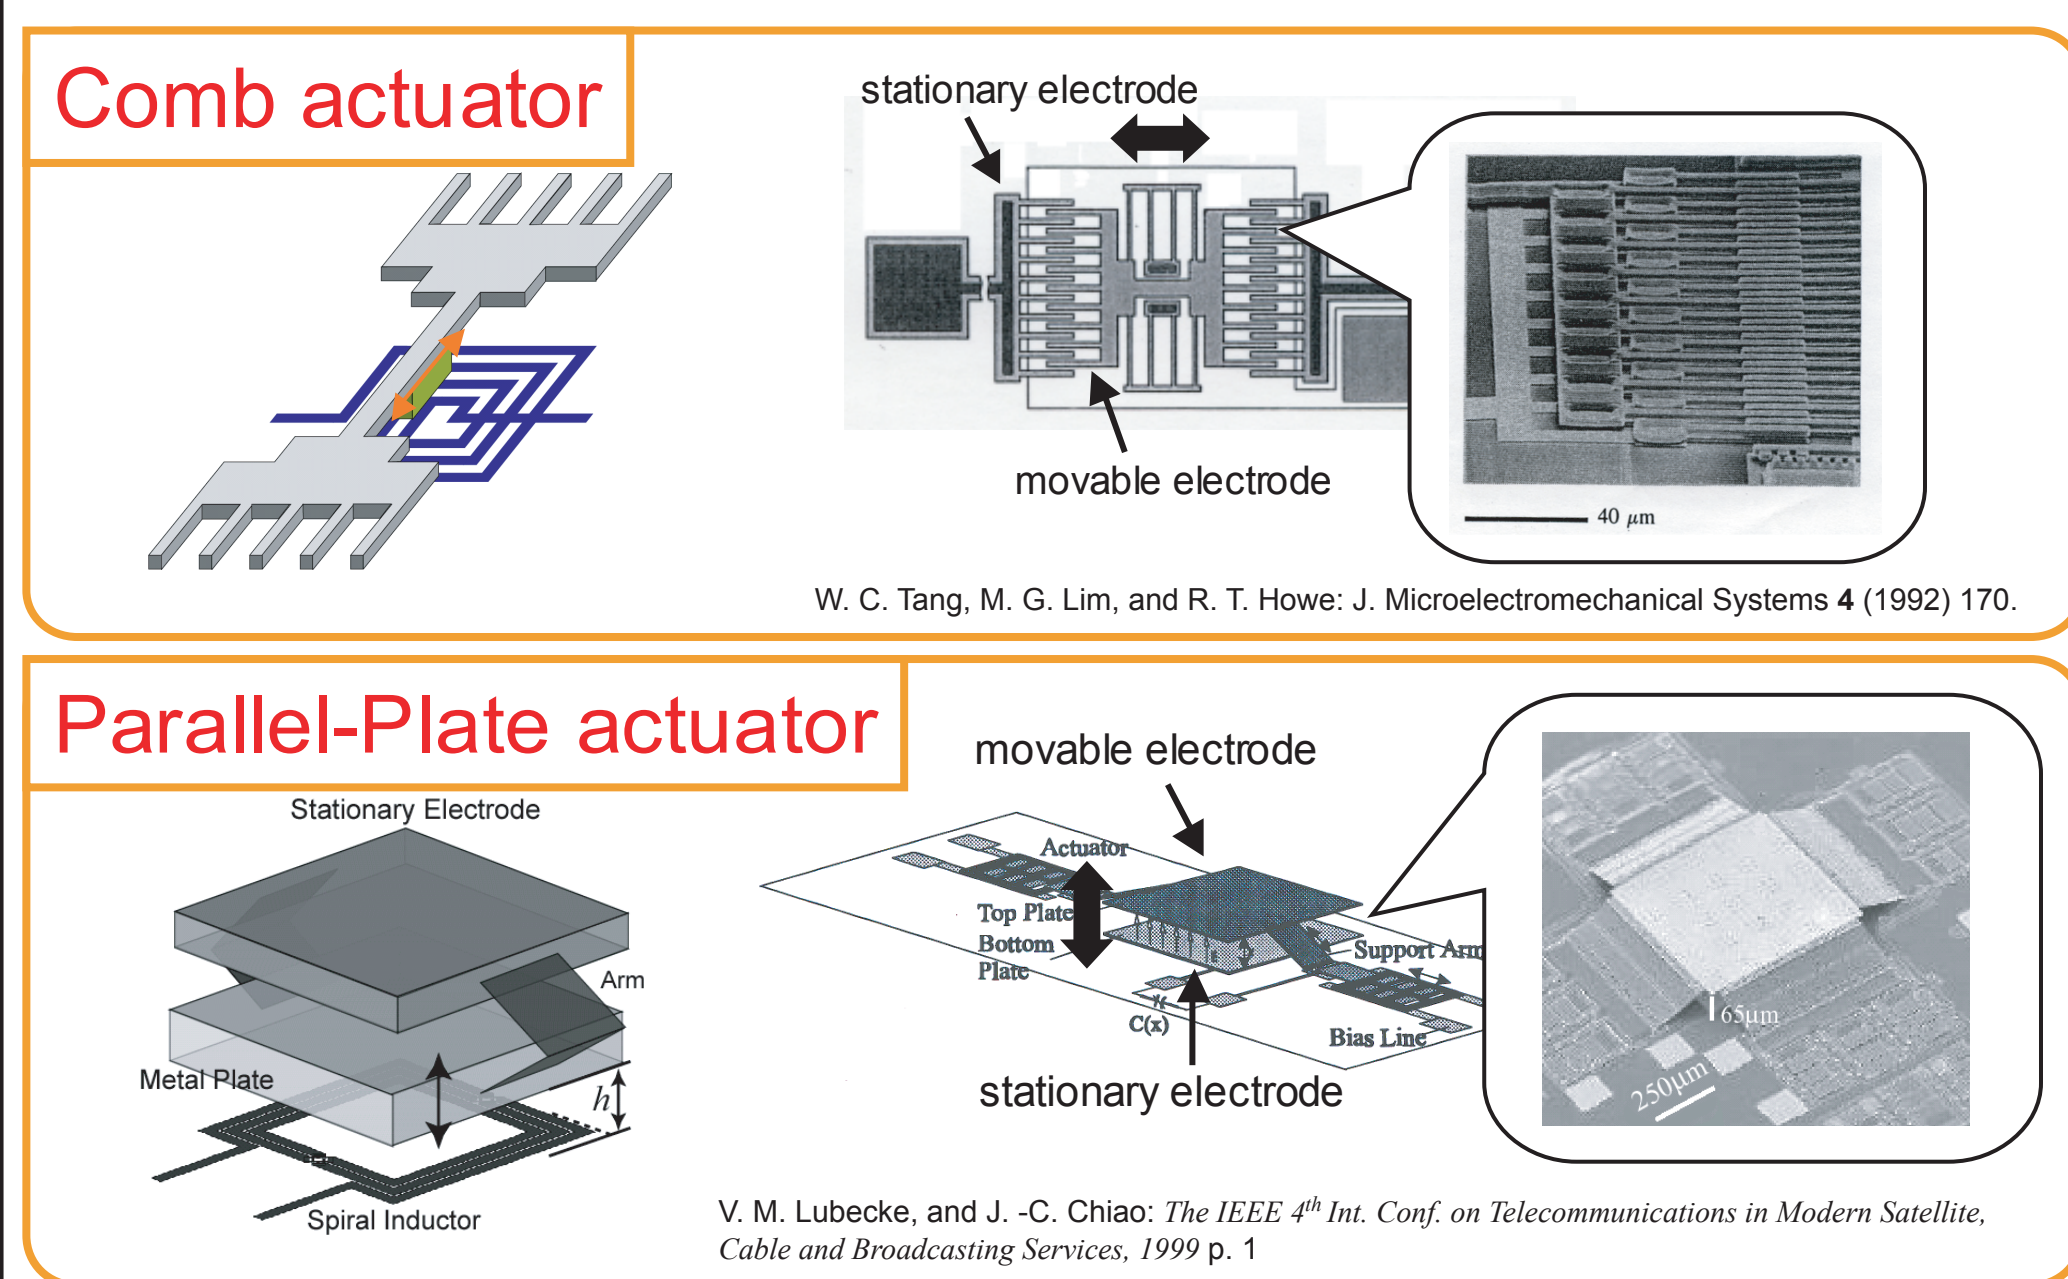 Comb actuator
stationary electrode
movable electrode
40 μm
W. C. Tang, M. G. Lim, and R. T. Howe: J. Microelectromechanical Systems 4 (1992) 170.
Parallel-Plate actuator
Stationary Electrode
Arm
Metal Plate
h
Spiral Inductor
movable electrode
Actuator
Top Plate
Bottom
Plate
Support Arm
C(x)
Bias Line
stationary electrode
65μm
250μm
V. M. Lubecke, and J. -C. Chiao: The IEEE 4th Int. Conf. on Telecommunications in Modern Satellite,
Cable and Broadcasting Services, 1999 p. 1